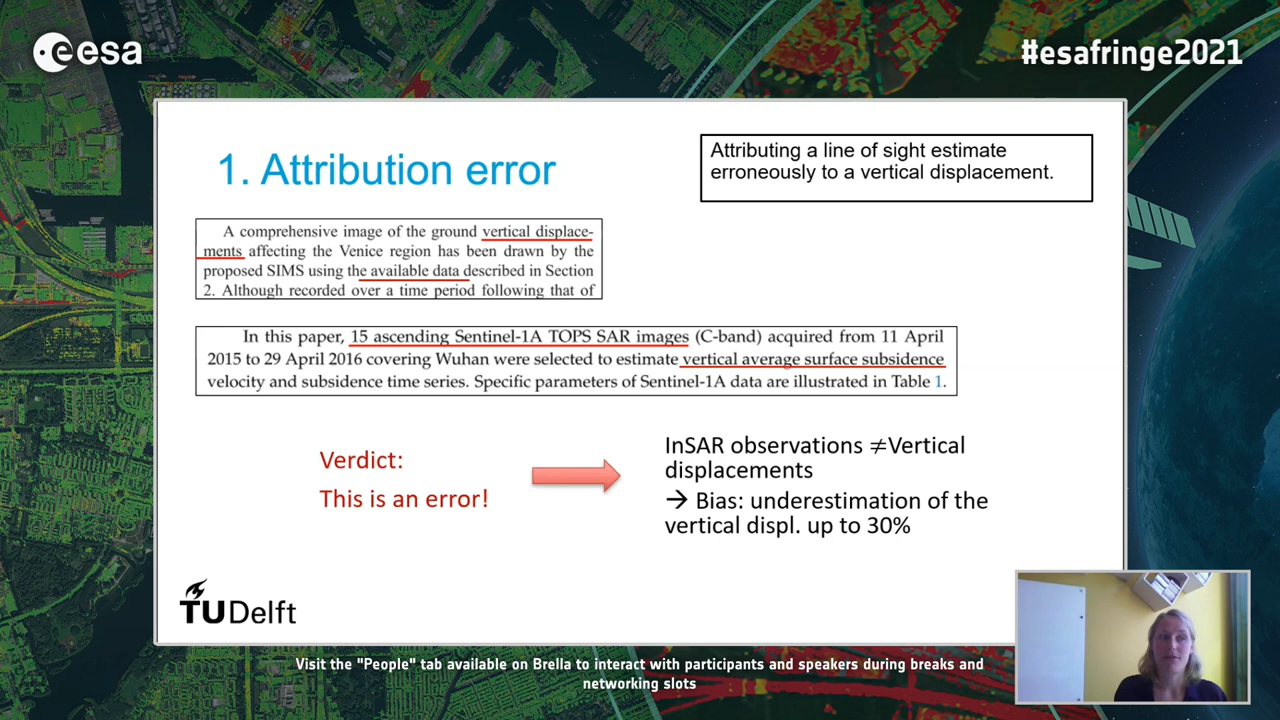 esa
#esafringe2021
1. Attribution error
Attributing a line of sight estimate
erroneously to a vertical displacement.
A comprehensive image of the ground vertical displace-
ments affecting the Venice region has been drawn by the
proposed SIMS using the available data described in Section
2. Although recorded over a time period following that of
In this paper, 15 ascending Sentinel-1A TOPS SAR images (C-band) acquired from 11 April
2015 to 29 April 2016 covering Wuhan were selected to estimate vertical average surface subsidence
velocity and subsidence time series. Specific parameters of Sentinel-1A data are illustrated in Table 1.
Verdict:
This is an error!
InSAR observations ≠Vertical
displacements
→ Bias: underestimation of the
vertical displ. up to 30%
TUDelft
Visit the "People" tab available on Brella to interact with participants and speakers during breaks and
networking slots